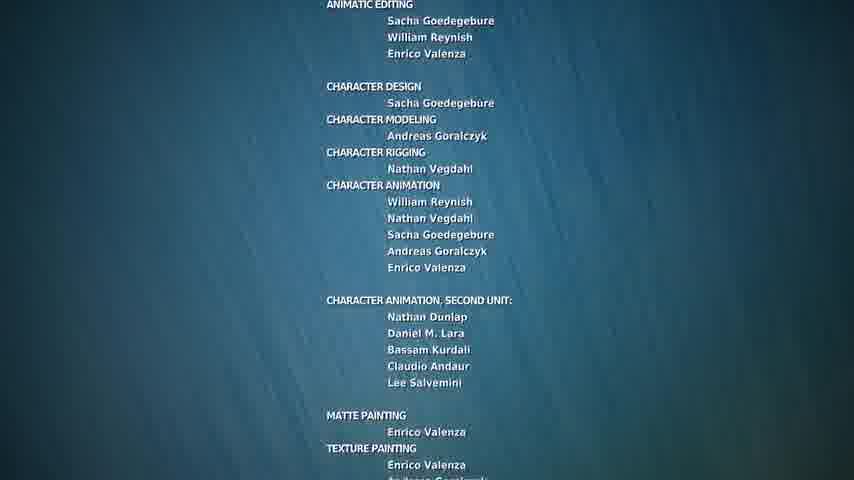 ANIMATIC EDITING
Sacha Goedegebure
William Reynish
Enrico Valenza
CHARACTER DESIGN
Sacha Goedegebure
CHARACTER MODELING
Andreas Goralczyk
CHARACTER RIGGING
Nathan Vegdahl
CHARACTER ANIMATION
William Reynish
Nathan Vegdahl
Sacha Goedegebure
Andreas Goralczyk
Enrico Valenza
CHARACTER ANIMATION, SECOND UNIT:
Nathan Dunlap
Daniel M. Lara
Bassam Kurdali
Claudio Andaur
Lee Salvemini
MATTE PAINTING
Enrico Valenza
TEXTURE PAINTING
Enrico Valenza